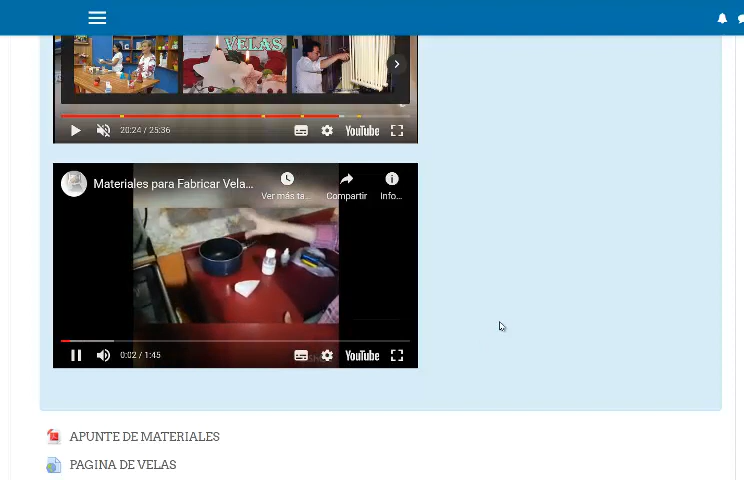 VELAS
20:24 / 25:36
YouTube
Materiales para Fabricar Vela...
Ver más ta...
Compartir
Info...
0:02 / 1:45
YouTube
APUNTE DE MATERIALES
PAGINA DE VELAS